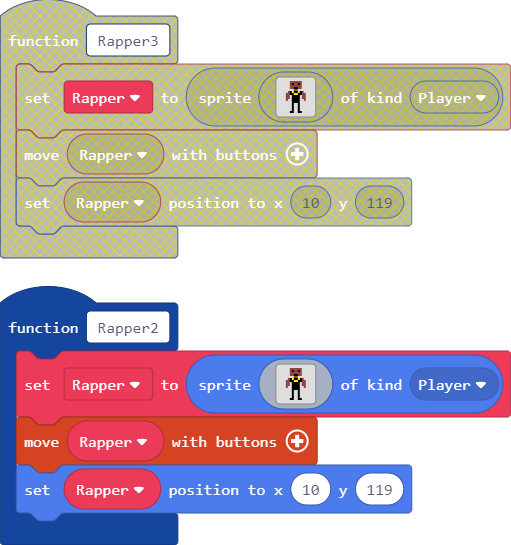 function Rapper3
set Rapper to sprite of kind Player
move Rapper with buttons
set Rapper position to x 10 y 119
function Rapper2
set Rapper to sprite of kind Player
move Rapper with buttons
set Rapper position to x 10 y 119